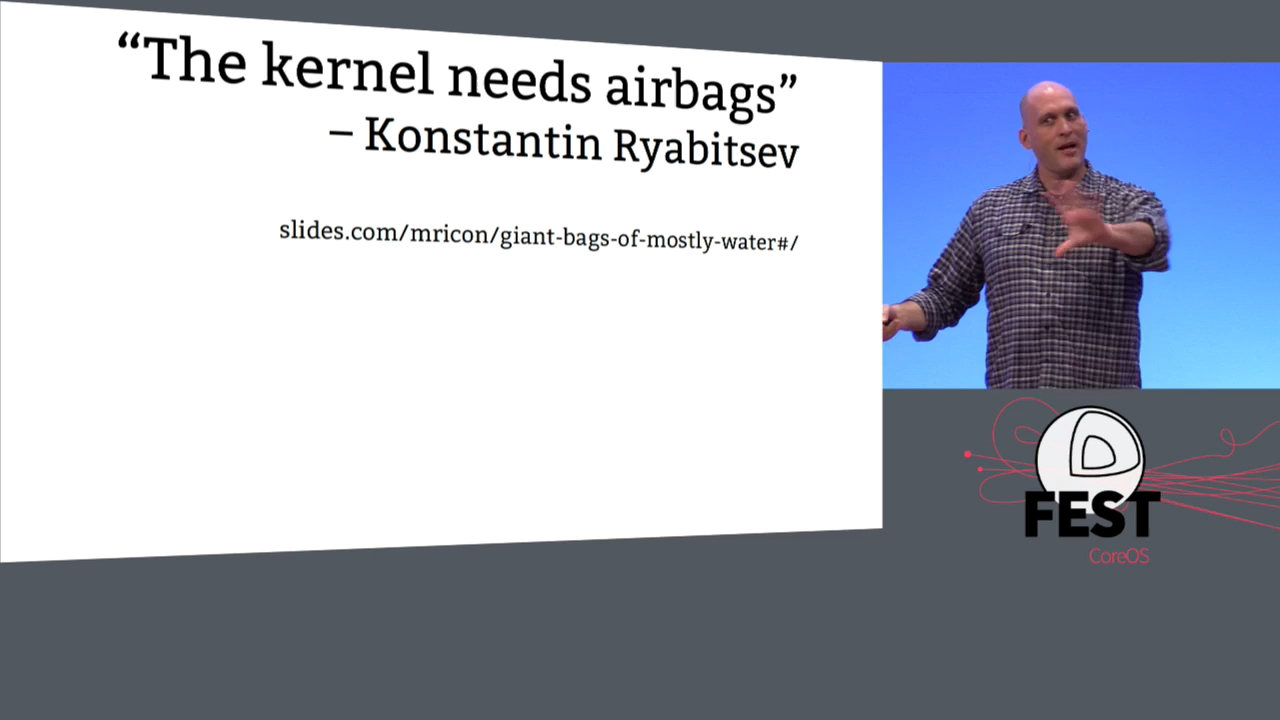 “The kernel needs airbags”
– Konstantin Ryabitsev
slides.com/mricon/giant-bags-of-mostly-water#/
FEST
CoreOS